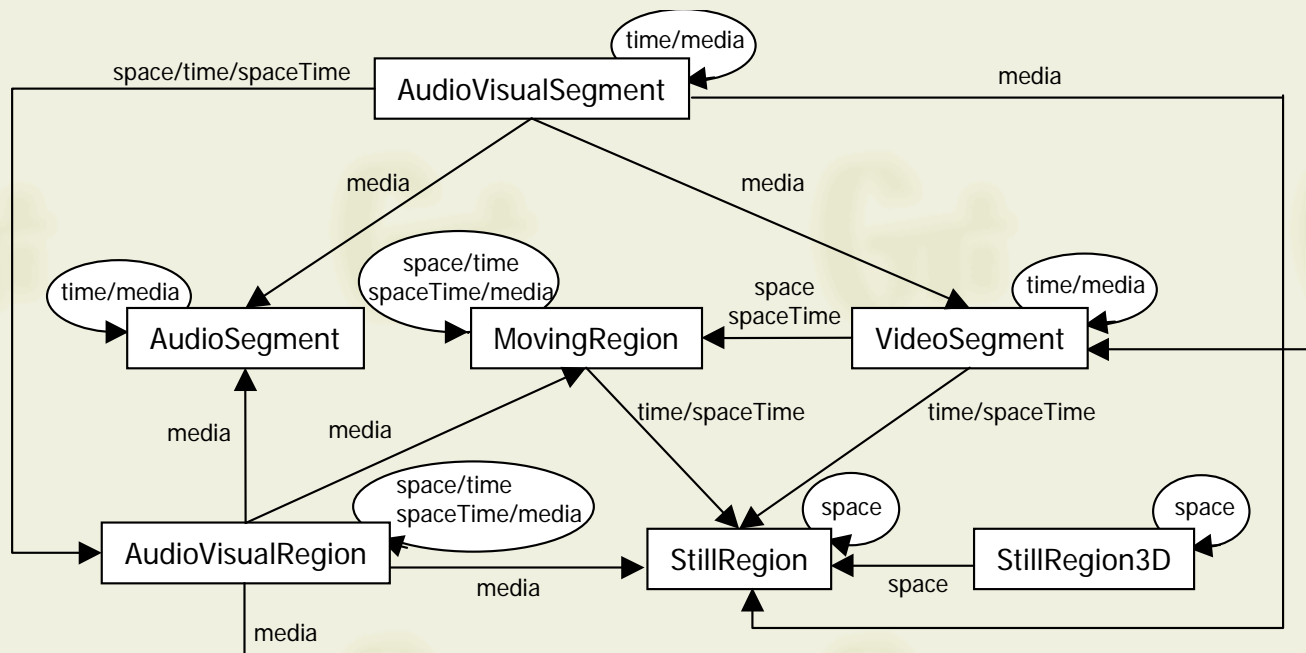 time/media
space/time/spaceTime
media
AudioVisualSegment
media
media
space/time
spaceTime/media
time/media
time/media
space
spaceTime
AudioSegment
MovingRegion
VideoSegment
time/spaceTime
time/spaceTime
media
media
space/time
spaceTime/media
space
space
AudioVisualRegion
StillRegion
StillRegion3D
media
space
media